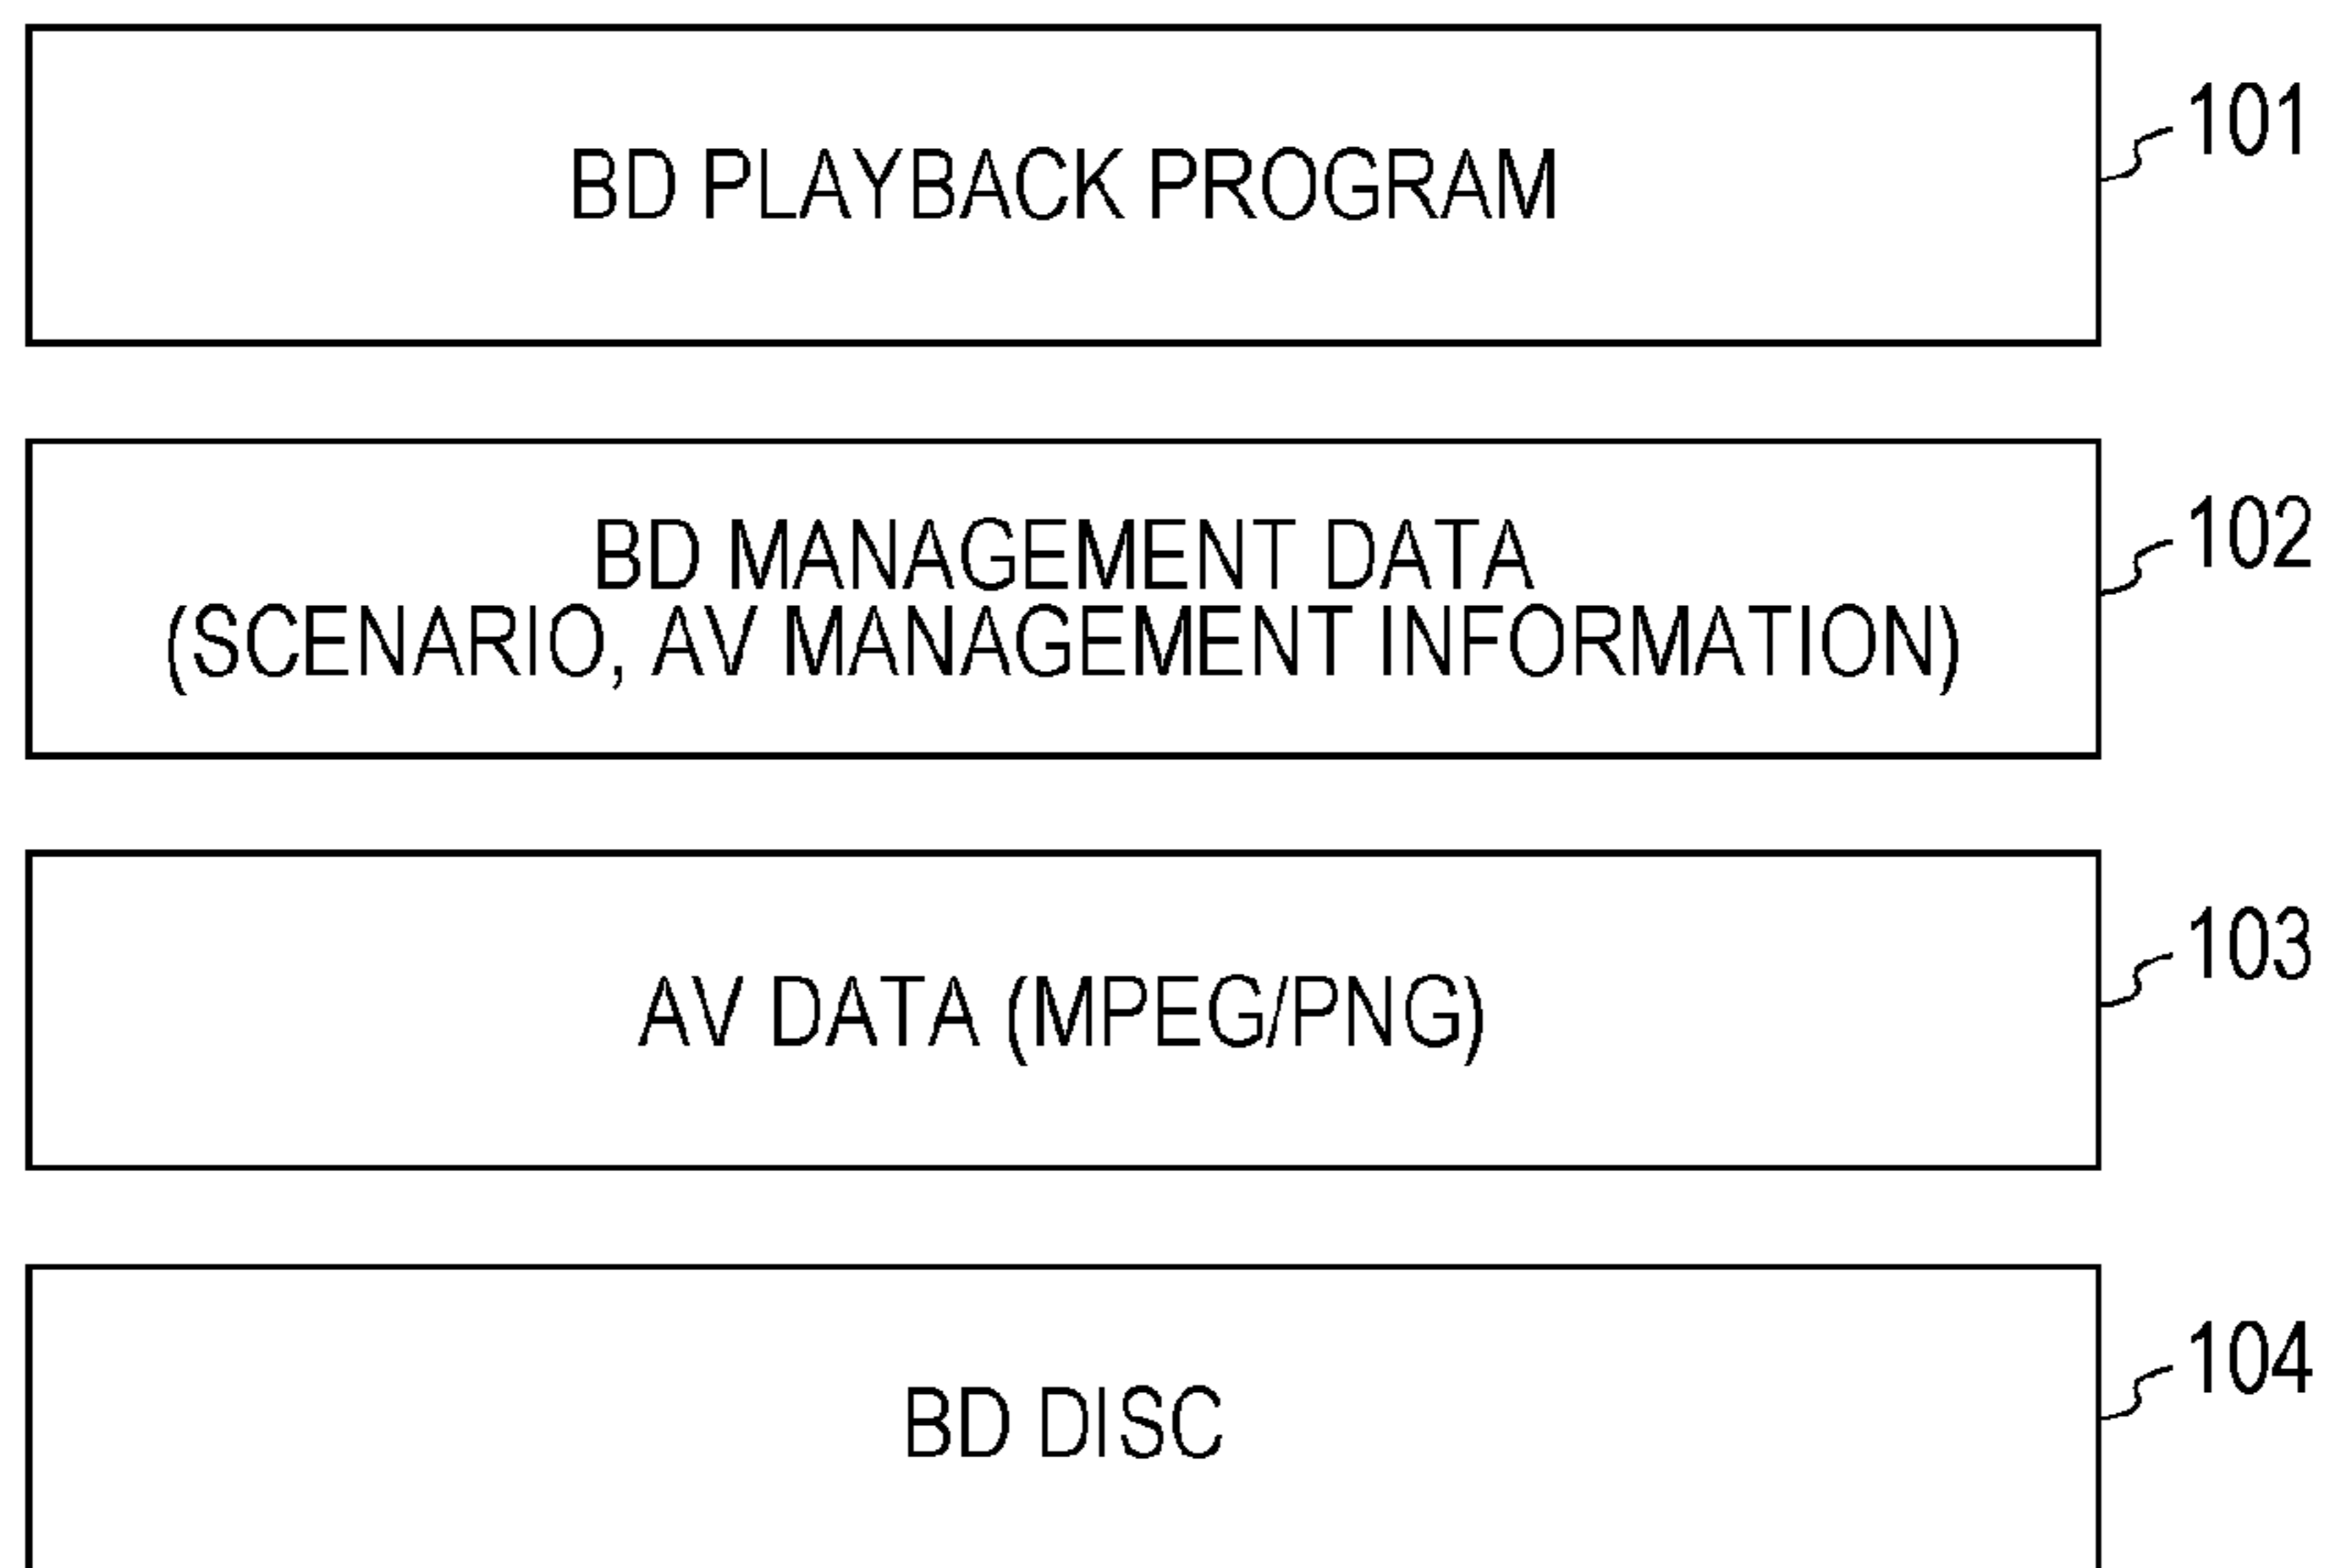 BD PLAYBACK PROGRAM
101
BD MANAGEMENT DATA
(SCENARIO, AV MANAGEMENT INFORMATION)
102
AV DATA (MPEG/PNG)
103
BD DISC
104